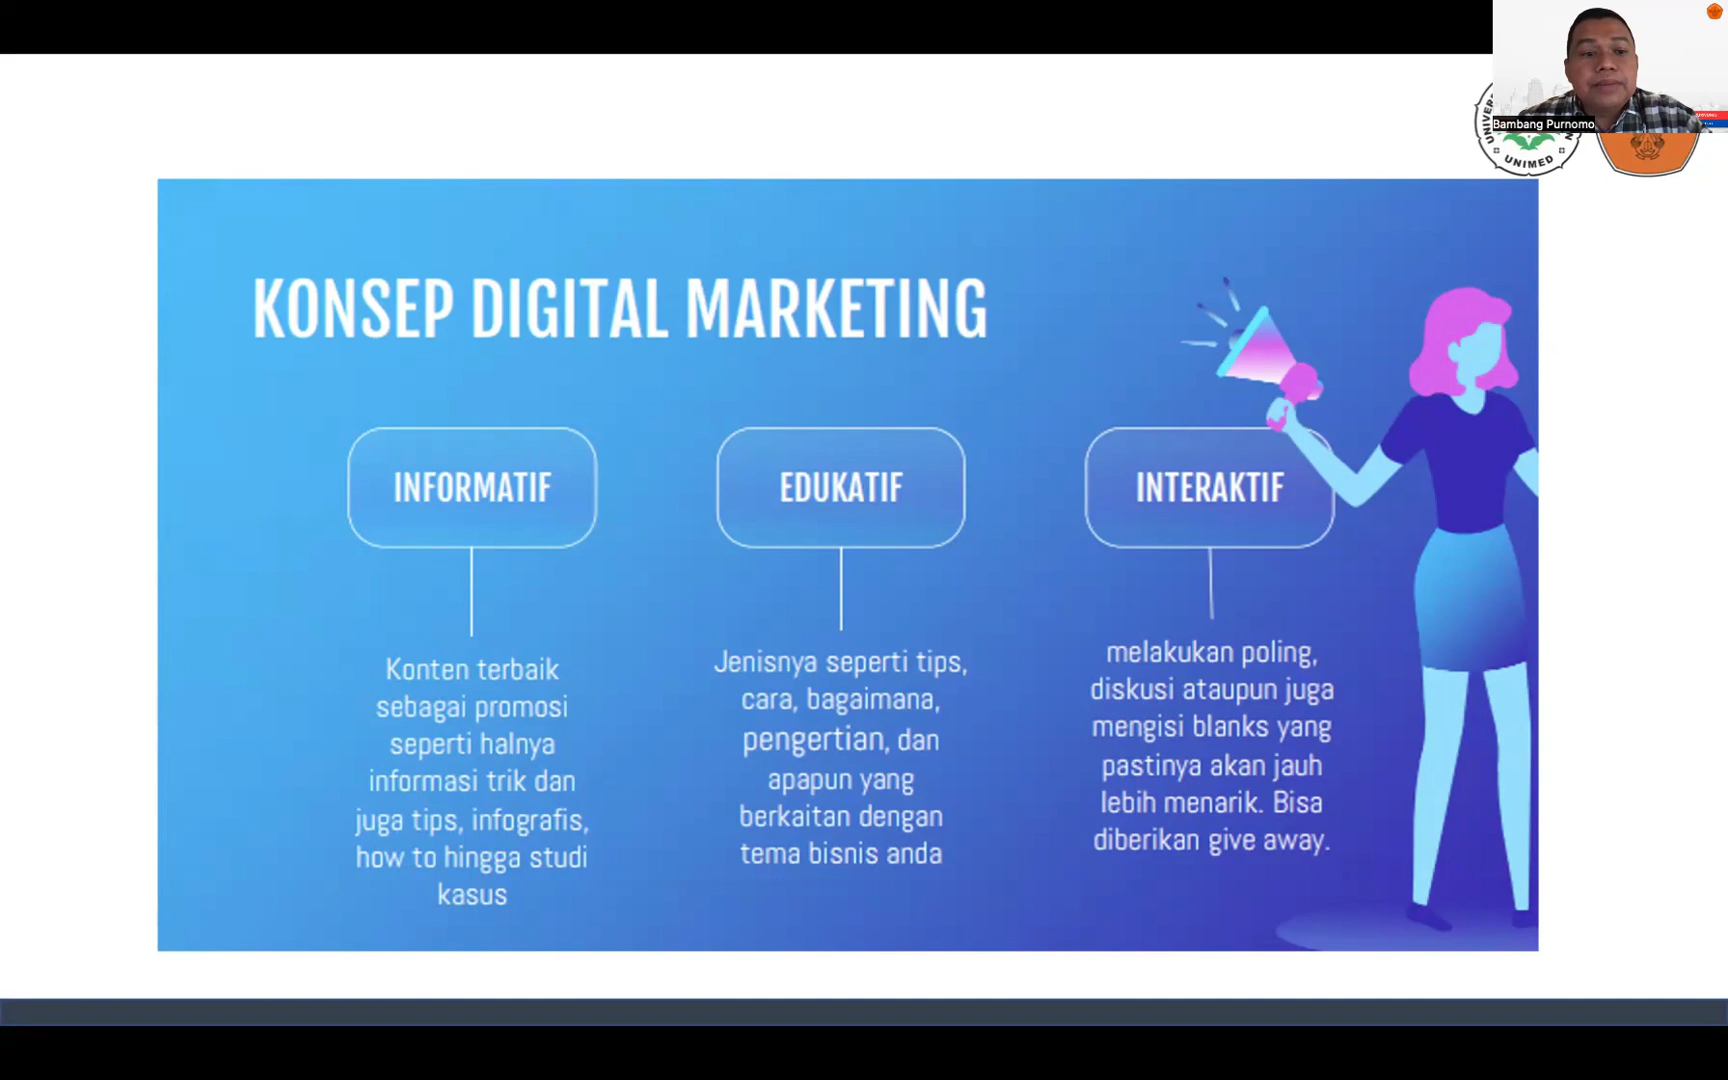 Bambang Purnomo
UNIMED
KONSEP DIGITAL MARKETING
INFORMATIF
Konten terbaik
sebagai promosi
seperti halnya
informasi trik dan
juga tips, infografis,
how to hingga studi
kasus
EDUKATIF
Jenisnya seperti tips,
cara, bagaimana,
pengertian, dan
apapun yang
berkaitan dengan
tema bisnis anda
INTERAKTIF
melakukan poling,
diskusi ataupun juga
mengisi blanks yang
pastinya akan jauh
lebih menarik. Bisa
diberikan give away.